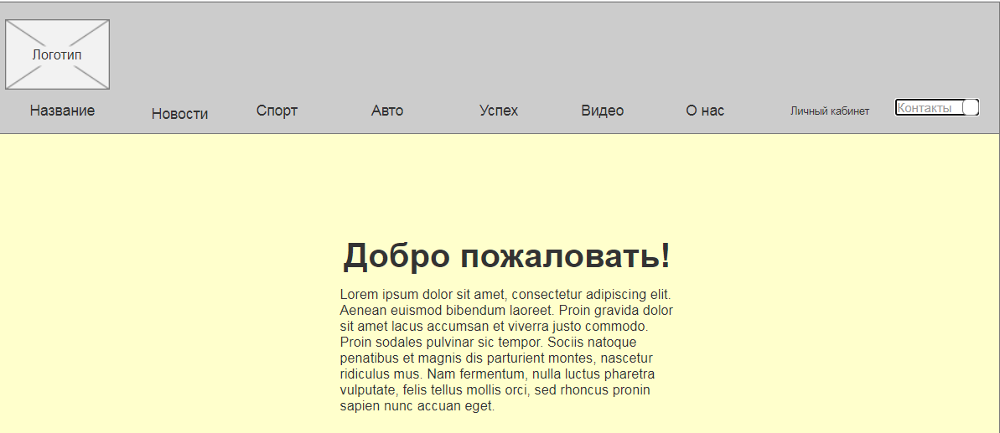 Логотип
Название Новости Спорт Авто Успех Видео О нас Личный кабинет Контакты
Добро пожаловать!
Lorem ipsum dolor sit amet, consectetur adipiscing elit.
Aenean euismod bibendum laoreet. Proin gravida dolor
sit amet lacus accumsan et viverra justo commodo.
Proin sodales pulvinar sic tempor. Sociis natoque
penatibus et magnis dis parturient montes, nascetur
ridiculus mus. Nam fermentum, nulla luctus pharetra
vulputate, felis tellus mollis orci, sed rhoncus pronin
sapien nunc accuan eget.